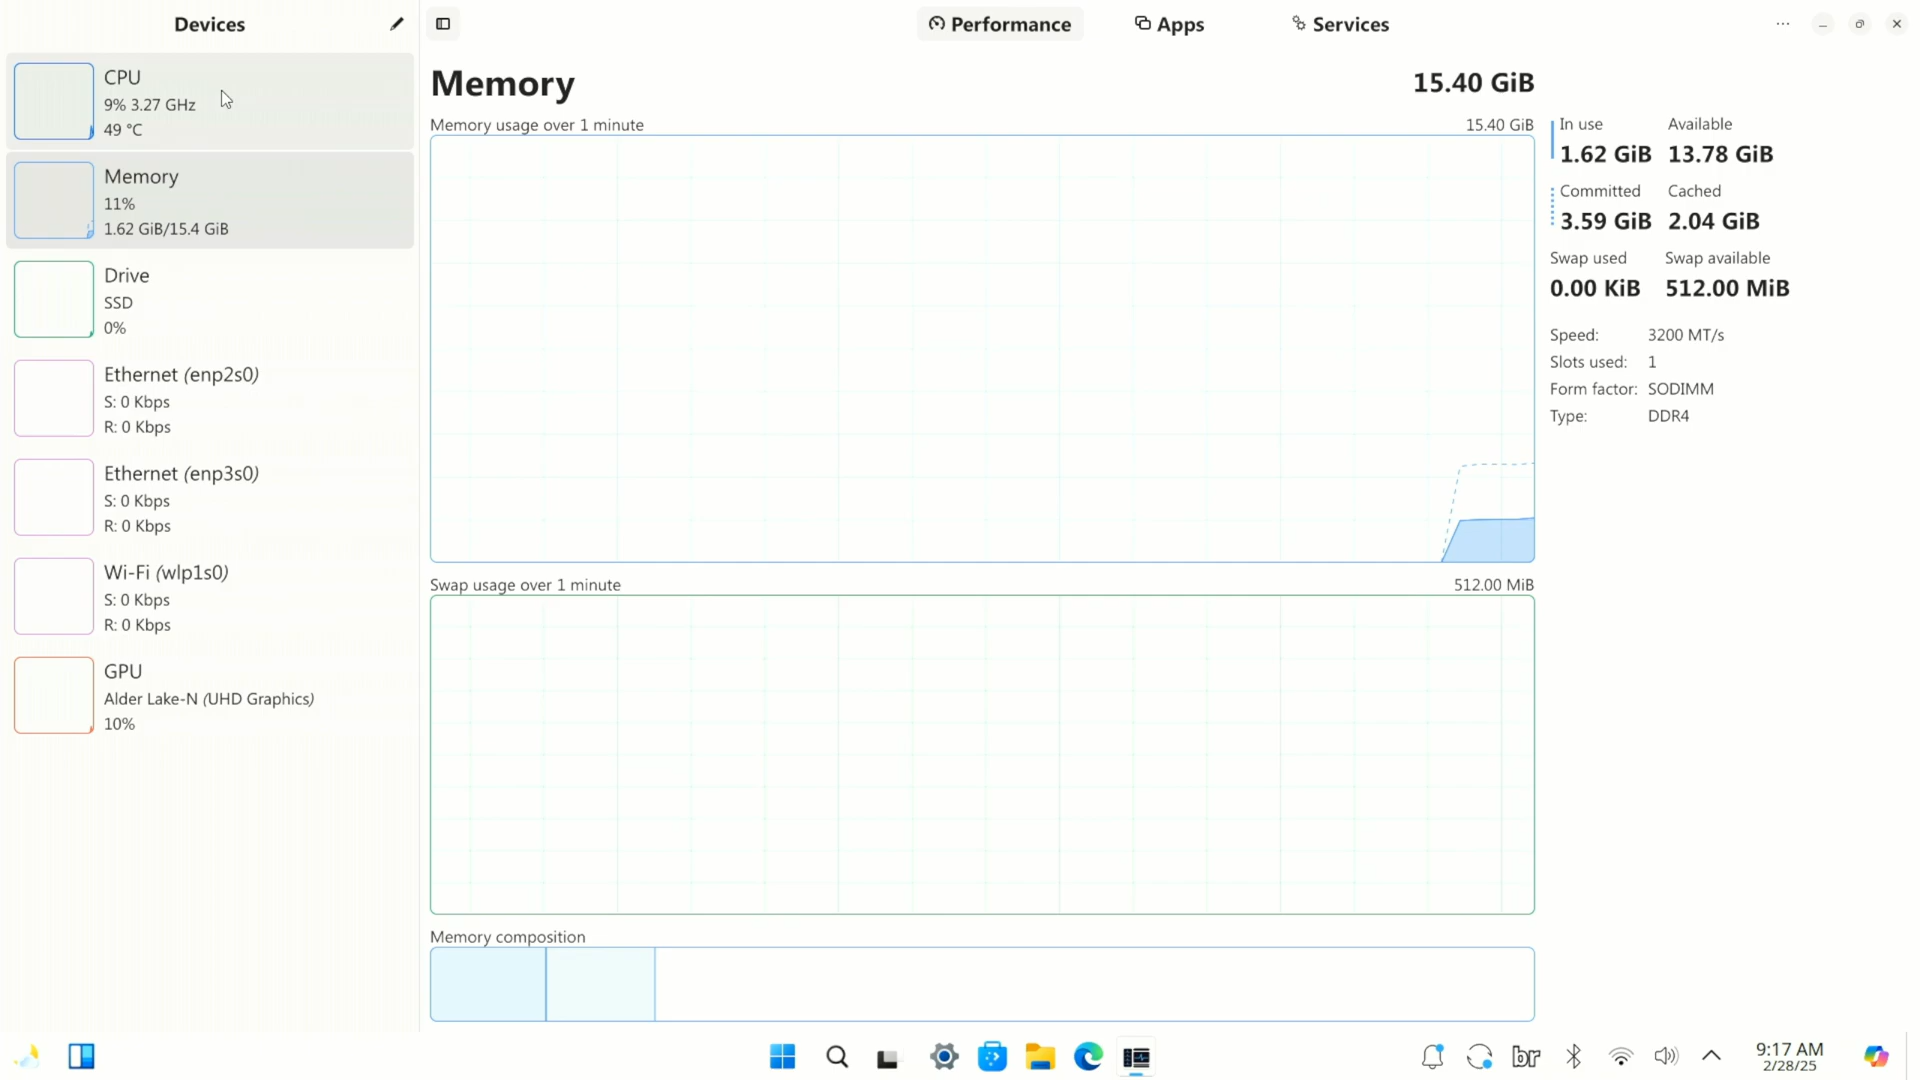 Devices
CPU
9% 3.27 GHz
49 °C
Memory
11%
1.62 GiB/15.4 GiB
Drive
SSD
0%
Ethernet (enp2s0)
S: 0 Kbps
R: 0 Kbps
Ethernet (enp3s0)
S: 0 Kbps
R: 0 Kbps
Wi-Fi (wlp1s0)
S: 0 Kbps
R: 0 Kbps
GPU
Alder Lake-N (UHD Graphics)
10%
Performance Apps Services
Memory 15.40 GiB
Memory usage over 1 minute 15.40 GiB
Swap usage over 1 minute 512.00 MiB
Memory composition
In use Available
1.62 GiB 13.78 GiB
Committed Cached
3.59 GiB 2.04 GiB
Swap used Swap available
0.00 KiB 512.00 MiB
Speed: 3200 MT/s
Slots used: 1
Form factor: SODIMM
Type: DDR4
br
9:17 AM
2/28/25